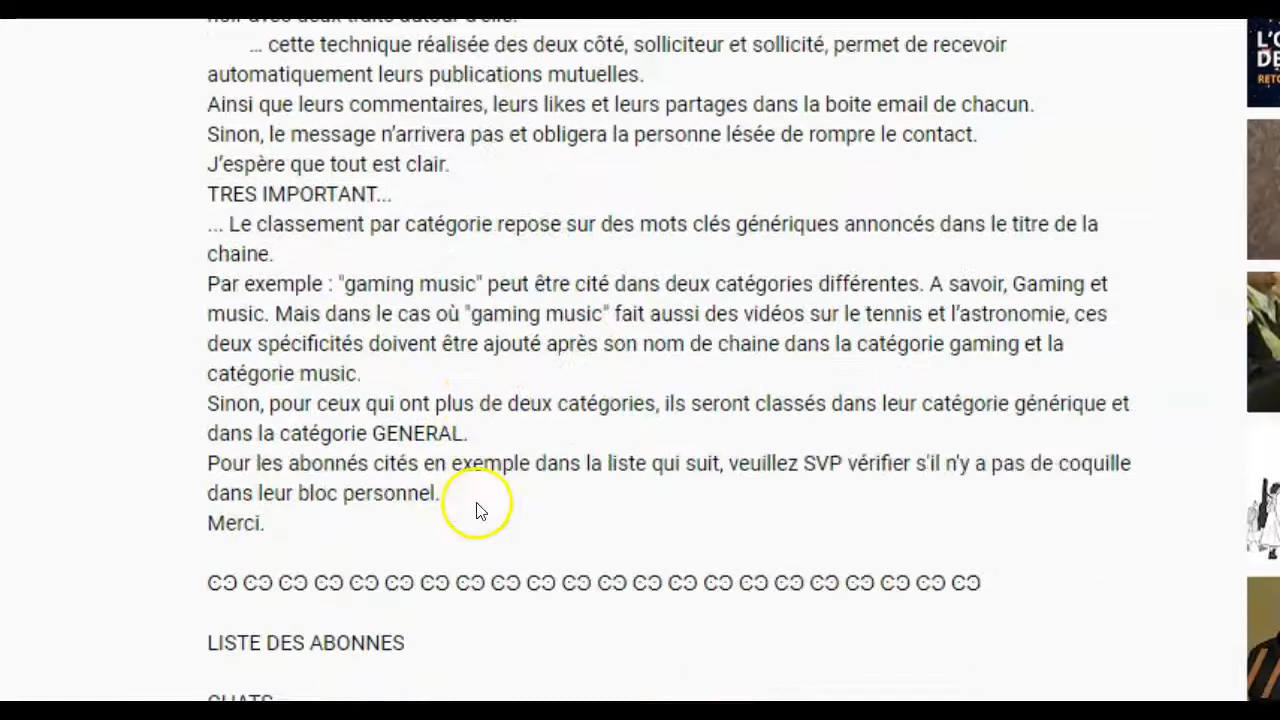 noir avec deux traits autour d'elle.
... cette technique réalisée des deux côté, solliciteur et sollicité, permet de recevoir
automatiquement leurs publications mutuelles.
Ainsi que leurs commentaires, leurs likes et leurs partages dans la boite email de chacun.
Sinon, le message n'arrivera pas et obligera la personne lésée de rompre le contact.
J'espère que tout est clair.
TRES IMPORTANT...
... Le classement par catégorie repose sur des mots clés génériques annoncés dans le titre de la
chaine.
Par exemple : "gaming music" peut être cité dans deux catégories différentes. A savoir, Gaming et
music. Mais dans le cas où "gaming music" fait aussi des vidéos sur le tennis et l'astronomie, ces
deux spécificités doivent être ajouté après son nom de chaine dans la catégorie gaming et la
catégorie music.
Sinon, pour ceux qui ont plus de deux catégories, ils seront classés dans leur catégorie générique et
dans la catégorie GENERAL.
Pour les abonnés cités en exemple dans la liste qui suit, veuillez SVP vérifier s'il n'y a pas de coquille
dans leur bloc personnel.
Merci.
LISTE DES ABONNES
CHATS